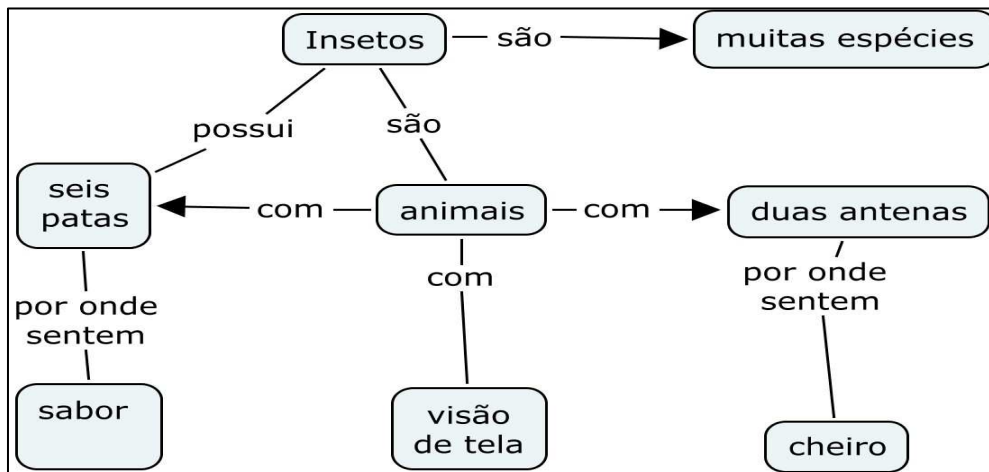 Insetos são muitas espécies
possui são
seis
patas
com animais com duas antenas
com
por onde
sentem
por onde
sentem
sabor
visão
de tela
cheiro